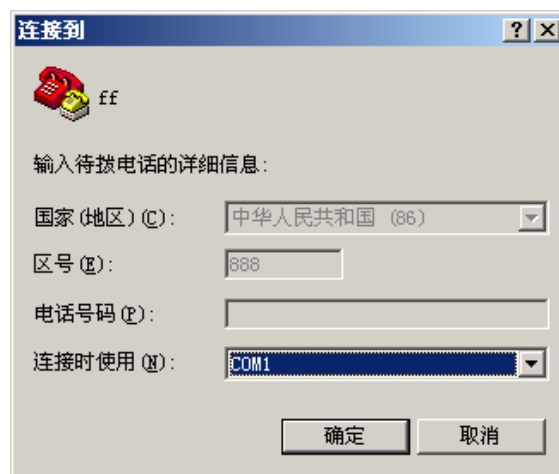 连接到
ff
输入待拨电话的详细信息:
国家(地区)(C): 中华人民共和国 (86)
区号(E): 888
电话号码(P):
连接时使用(N): COM1
确定 取消